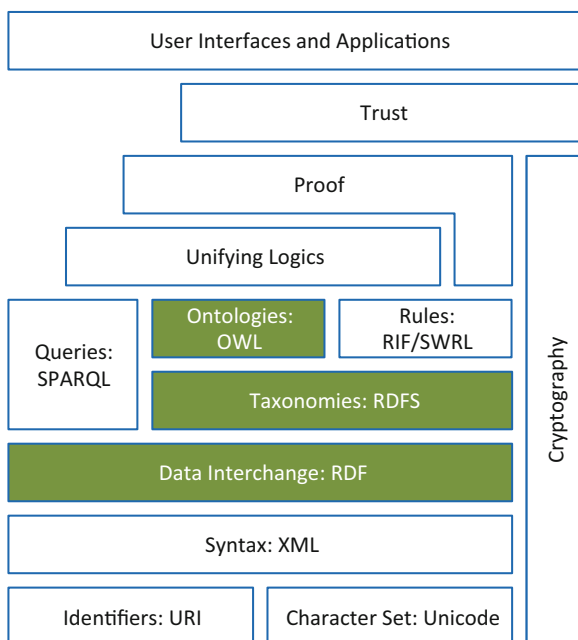 User Interfaces and Applications
Trust
Proof
Unifying Logics
Queries:
SPARQL
Ontologies:
OWL
Rules:
RIF/SWRL
Taxonomies: RDFS
Data Interchange: RDF
Syntax: XML
Identifiers: URI
Character Set: Unicode
Cryptography